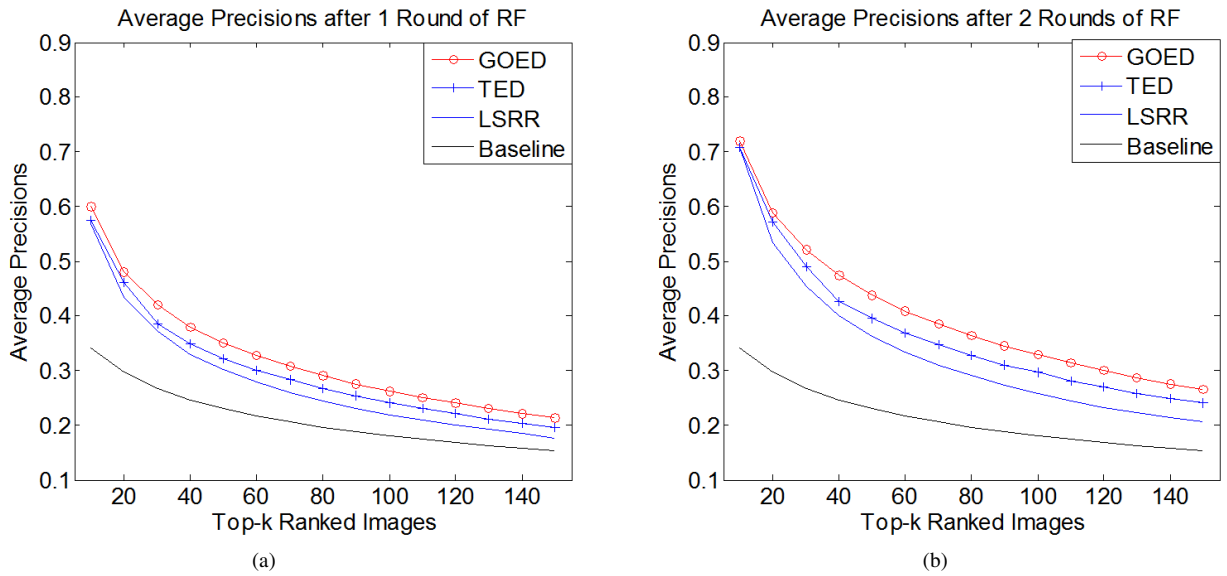 Average Precisions after 1 Round of RF
0.9
0.8
0.7
0.6
0.5
0.4
0.3
0.2
0.1
Average Precisions
GOED
TED
LSRR
Baseline
20 40 60 80 100 120 140
Top-k Ranked Images
(a)
Average Precisions after 2 Rounds of RF
0.9
0.8
0.7
0.6
0.5
0.4
0.3
0.2
0.1
Average Precisions
GOED
TED
LSRR
Baseline
20 40 60 80 100 120 140
Top-k Ranked Images
(b)